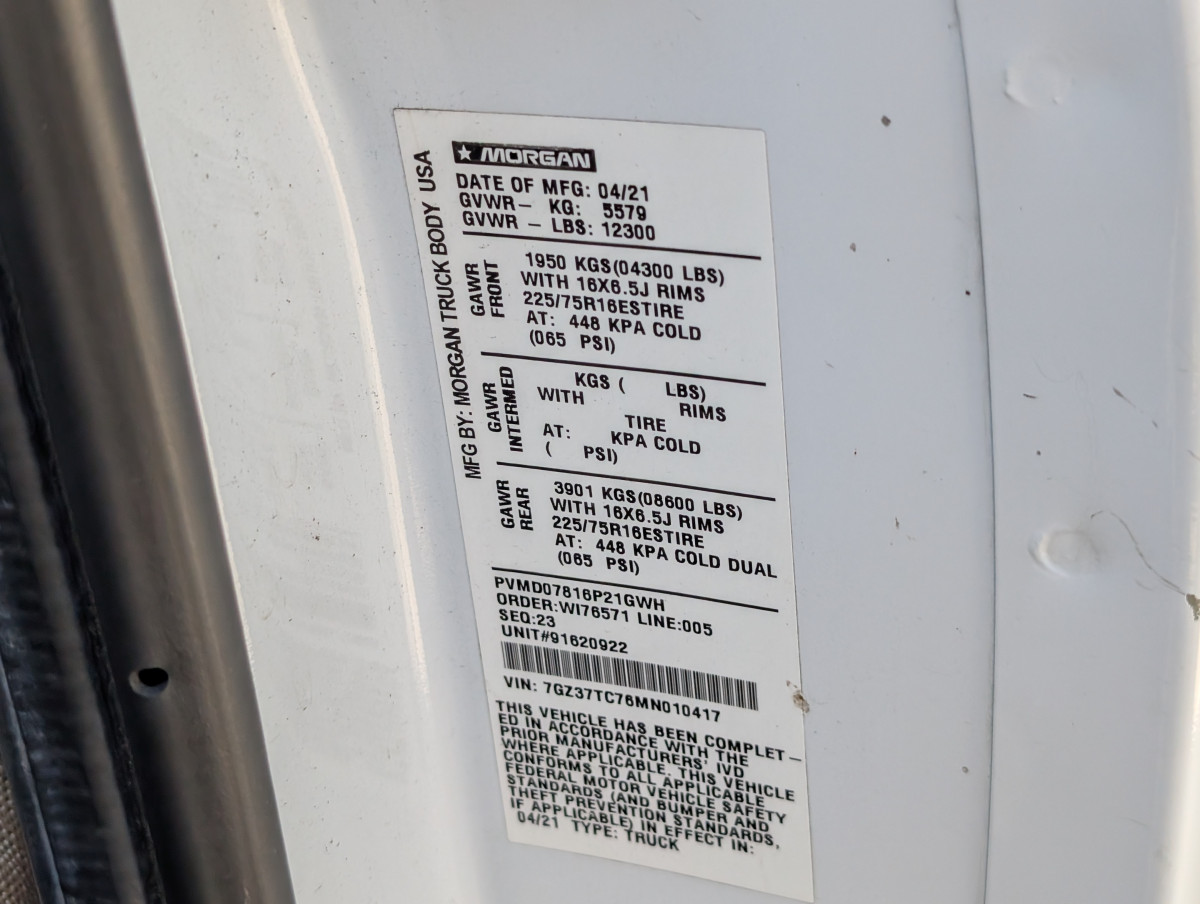 MORGAN
DATE OF MFG: 04/21
GVWR — KG: 5579
GVWR — LBS: 12300
MFG BY: MORGAN TRUCK BODY USA
GAWR
FRONT
1950 KGS(04300 LBS)
WITH 16X6.5J RIMS
225/75R16ESTIRE
AT: 448 KPA COLD
(065 PSI)
GAWR
INTERMED
KGS ( LBS)
WITH RIMS
TIRE
AT: KPA COLD
( PSI)
GAWR
REAR
3901 KGS(08600 LBS)
WITH 16X6.5J RIMS
225/75R16ESTIRE
AT: 448 KPA COLD DUAL
(065 PSI)
PVMD07816P21GWH
ORDER:WI76571 LINE:005
SEQ:23
UNIT#91620922
VIN: 7GZ37TC76MN010417
THIS VEHICLE HAS BEEN COMPLET—
ED IN ACCORDANCE WITH THE
PRIOR MANUFACTURERS' IVD
WHERE APPLICABLE. THIS VEHICLE
CONFORMS TO ALL APPLICABLE
FEDERAL MOTOR VEHICLE SAFETY
STANDARDS (AND BUMPER AND
THEFT PREVENTION STANDARDS,
IF APPLICABLE) IN EFFECT IN:
04/21 TYPE: TRUCK